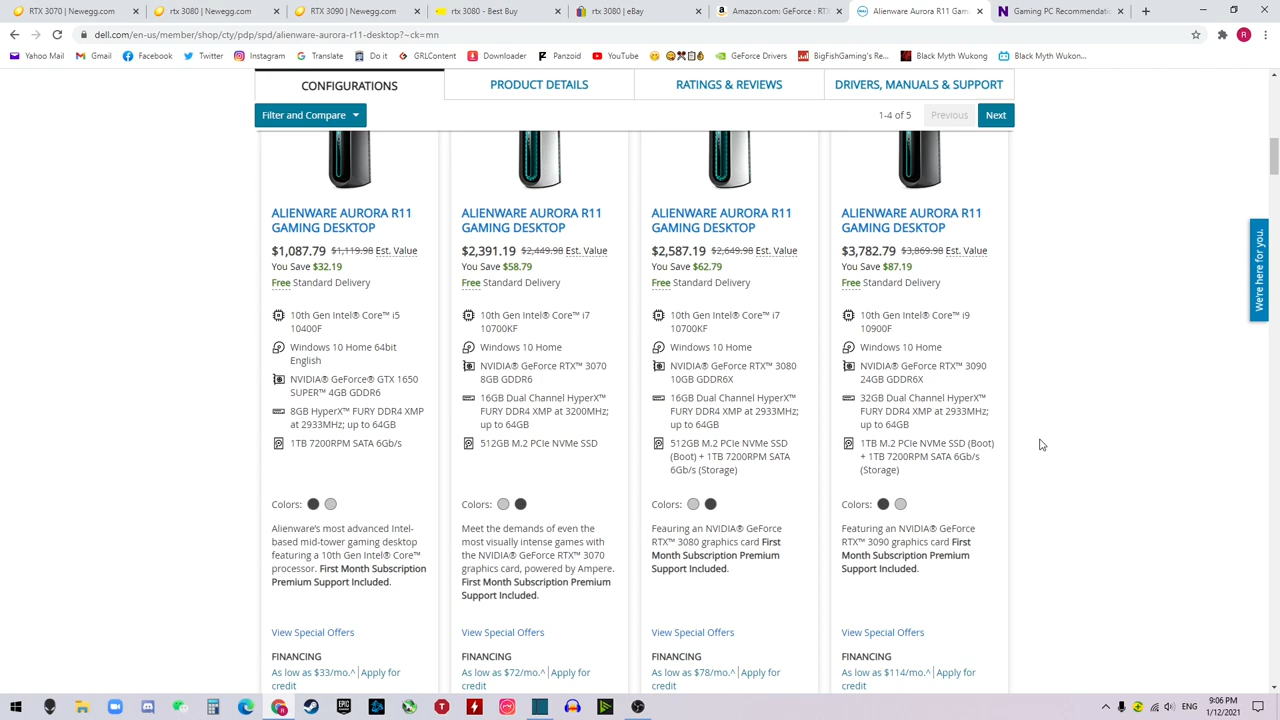 RTX 3070 | Newegg.com
rtx 3080 | Newegg.com
RTX 3090 | Newegg.com
rtx 3080 - Best Buy
rtx 3080 | eBay
Amazon.com: GeForce RTX
Alienware Aurora R11 Gam
Gaming PC Recommendatio
dell.com/en-us/member/shop/cty/pdp/spd/alienware-aurora-r11-desktop?~ck=mn
R
Yahoo Mail
Gmail
Facebook
Twitter
Instagram
Translate
Do it
GRLContent
Downloader
Panzoid
YouTube
GeForce Drivers
BigFishGaming's Re...
Black Myth Wukong
Black Myth Wukon...
CONFIGURATIONS
PRODUCT DETAILS
RATINGS & REVIEWS
DRIVERS, MANUALS & SUPPORT
Filter and Compare
1-4 of 5
Previous
Next
ALIENWARE AURORA R11
GAMING DESKTOP
$1,087.79 $1,119.98 Est. Value
You Save $32.19
Free Standard Delivery
10th Gen Intel® Core™ i5
10400F
Windows 10 Home 64bit
English
NVIDIA® GeForce® GTX 1650
SUPER™ 4GB GDDR6
8GB HyperX™ FURY DDR4 XMP
at 2933MHz; up to 64GB
1TB 7200RPM SATA 6Gb/s
Colors:
Alienware's most advanced Intel-
based mid-tower gaming desktop
featuring a 10th Gen Intel® Core™
processor. First Month Subscription
Premium Support Included.
View Special Offers
FINANCING
As low as $33/mo.^ | Apply for
credit
ALIENWARE AURORA R11
GAMING DESKTOP
$2,391.19 $2,449.98 Est. Value
You Save $58.79
Free Standard Delivery
10th Gen Intel® Core™ i7
10700KF
Windows 10 Home
NVIDIA® GeForce RTX™ 3070
8GB GDDR6
16GB Dual Channel HyperX™
FURY DDR4 XMP at 3200MHz;
up to 64GB
512GB M.2 PCIe NVMe SSD
Colors:
Meet the demands of even the
most visually intense games with
the NVIDIA® GeForce RTX™ 3070
graphics card, powered by Ampere.
First Month Subscription Premium
Support Included.
View Special Offers
FINANCING
As low as $72/mo.^ | Apply for
credit
ALIENWARE AURORA R11
GAMING DESKTOP
$2,587.19 $2,649.98 Est. Value
You Save $62.79
Free Standard Delivery
10th Gen Intel® Core™ i7
10700KF
Windows 10 Home
NVIDIA® GeForce RTX™ 3080
10GB GDDR6X
16GB Dual Channel HyperX™
FURY DDR4 XMP at 2933MHz;
up to 64GB
512GB M.2 PCIe NVMe SSD
(Boot) + 1TB 7200RPM SATA
6Gb/s (Storage)
Colors:
Feauring an NVIDIA® GeForce
RTX™ 3080 graphics card First
Month Subscription Premium
Support Included.
View Special Offers
FINANCING
As low as $78/mo.^ | Apply for
credit
ALIENWARE AURORA R11
GAMING DESKTOP
$3,782.79 $3,869.98 Est. Value
You Save $87.19
Free Standard Delivery
10th Gen Intel® Core™ i9
10900F
Windows 10 Home
NVIDIA® GeForce RTX™ 3090
24GB GDDR6X
32GB Dual Channel HyperX™
FURY DDR4 XMP at 2933MHz;
up to 64GB
1TB M.2 PCIe NVMe SSD (Boot)
+ 1TB 7200RPM SATA 6Gb/s
(Storage)
Colors:
Featuring an NVIDIA® GeForce
RTX™ 3090 graphics card First
Month Subscription Premium
Support Included.
View Special Offers
FINANCING
As low as $114/mo.^ | Apply for
credit
We're here for you.
9:06 PM
1/12/2021